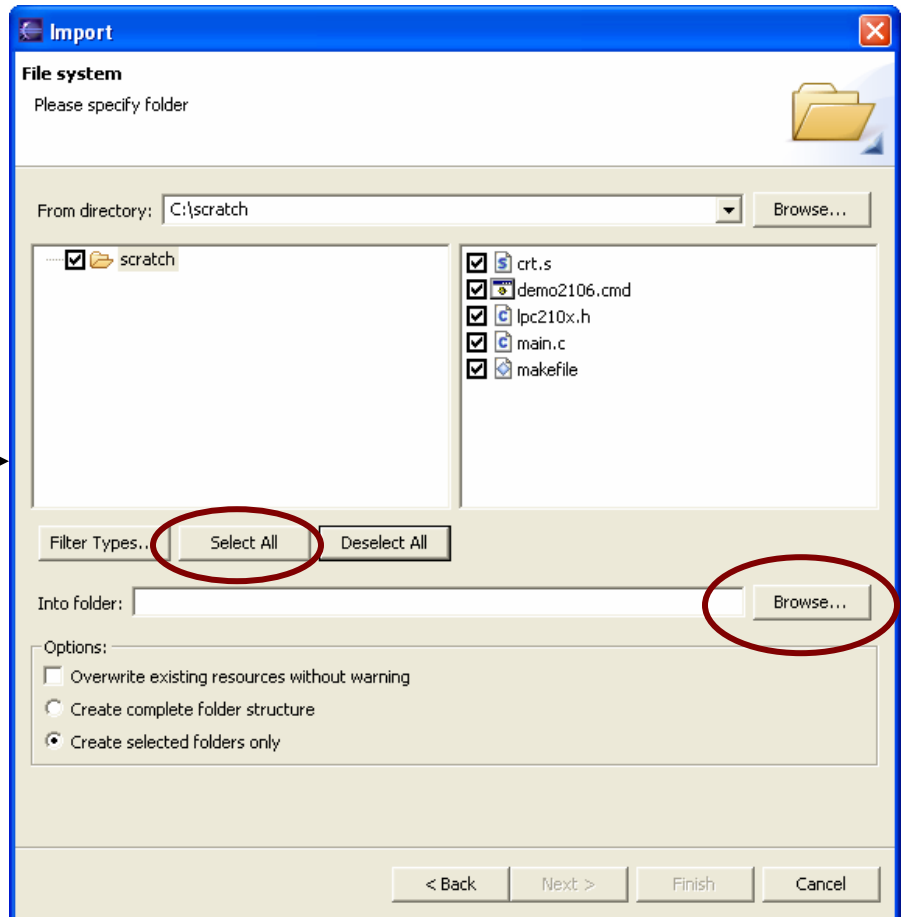 Import
File system
Please specify folder
From directory: C:\scratch Browse...
scratch
crt.s
demo2106.cmd
lpc210x.h
main.c
makefile
Filter Types... Select All Deselect All
Into folder: Browse...
Options:
Overwrite existing resources without warning
Create complete folder structure
Create selected folders only
< Back Next > Finish Cancel